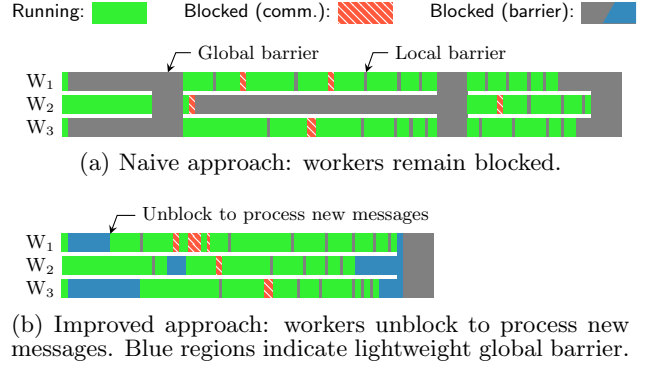 Running: Blocked (comm.): Blocked (barrier):
Global barrier Local barrier
W1
W2
W3
(a) Naive approach: workers remain blocked.
Unblock to process new messages
W1
W2
W3
(b) Improved approach: workers unblock to process new
messages. Blue regions indicate lightweight global barrier.